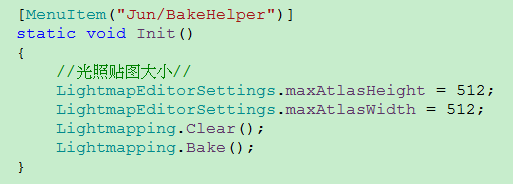 [MenuItem("Jun/BakeHelper")]
static void Init()
{
//光照贴图大小//
LightmapEditorSettings.maxAtlasHeight = 512;
LightmapEditorSettings.maxAtlasWidth = 512;
Lightmapping.Clear();
Lightmapping.Bake();
}